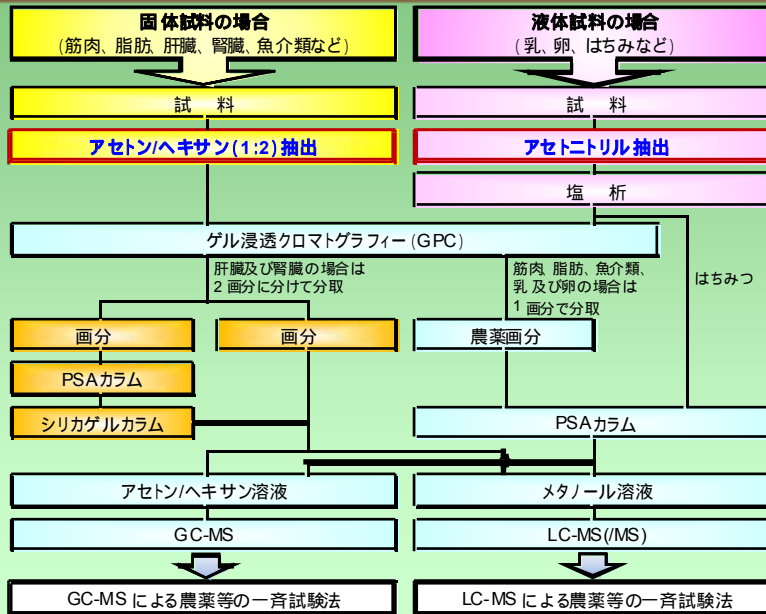 固体試料の場合
(筋肉、脂肪、肝臓、腎臓、魚介類など)
試 料
アセトン/ヘキサン(1:2)抽出
液体試料の場合
(乳、卵、はちみなど)
試 料
アセトニトリル抽出
塩 析
ゲル浸透クロマトグラフィー(GPC)
肝臓及び腎臓の場合は
2画分に分けて分取
筋肉、脂肪、魚介類、
乳及び卵の場合は
1画分で分取
はちみつ
画分
画分
農薬画分
PSAカラム
シリカゲルカラム
PSAカラム
アセトン/ヘキサン溶液
メタノール溶液
GC-MS
LC-MS(/MS)
GC-MSによる農薬等の一斉試験法
LC-MSによる農薬等の一斉試験法